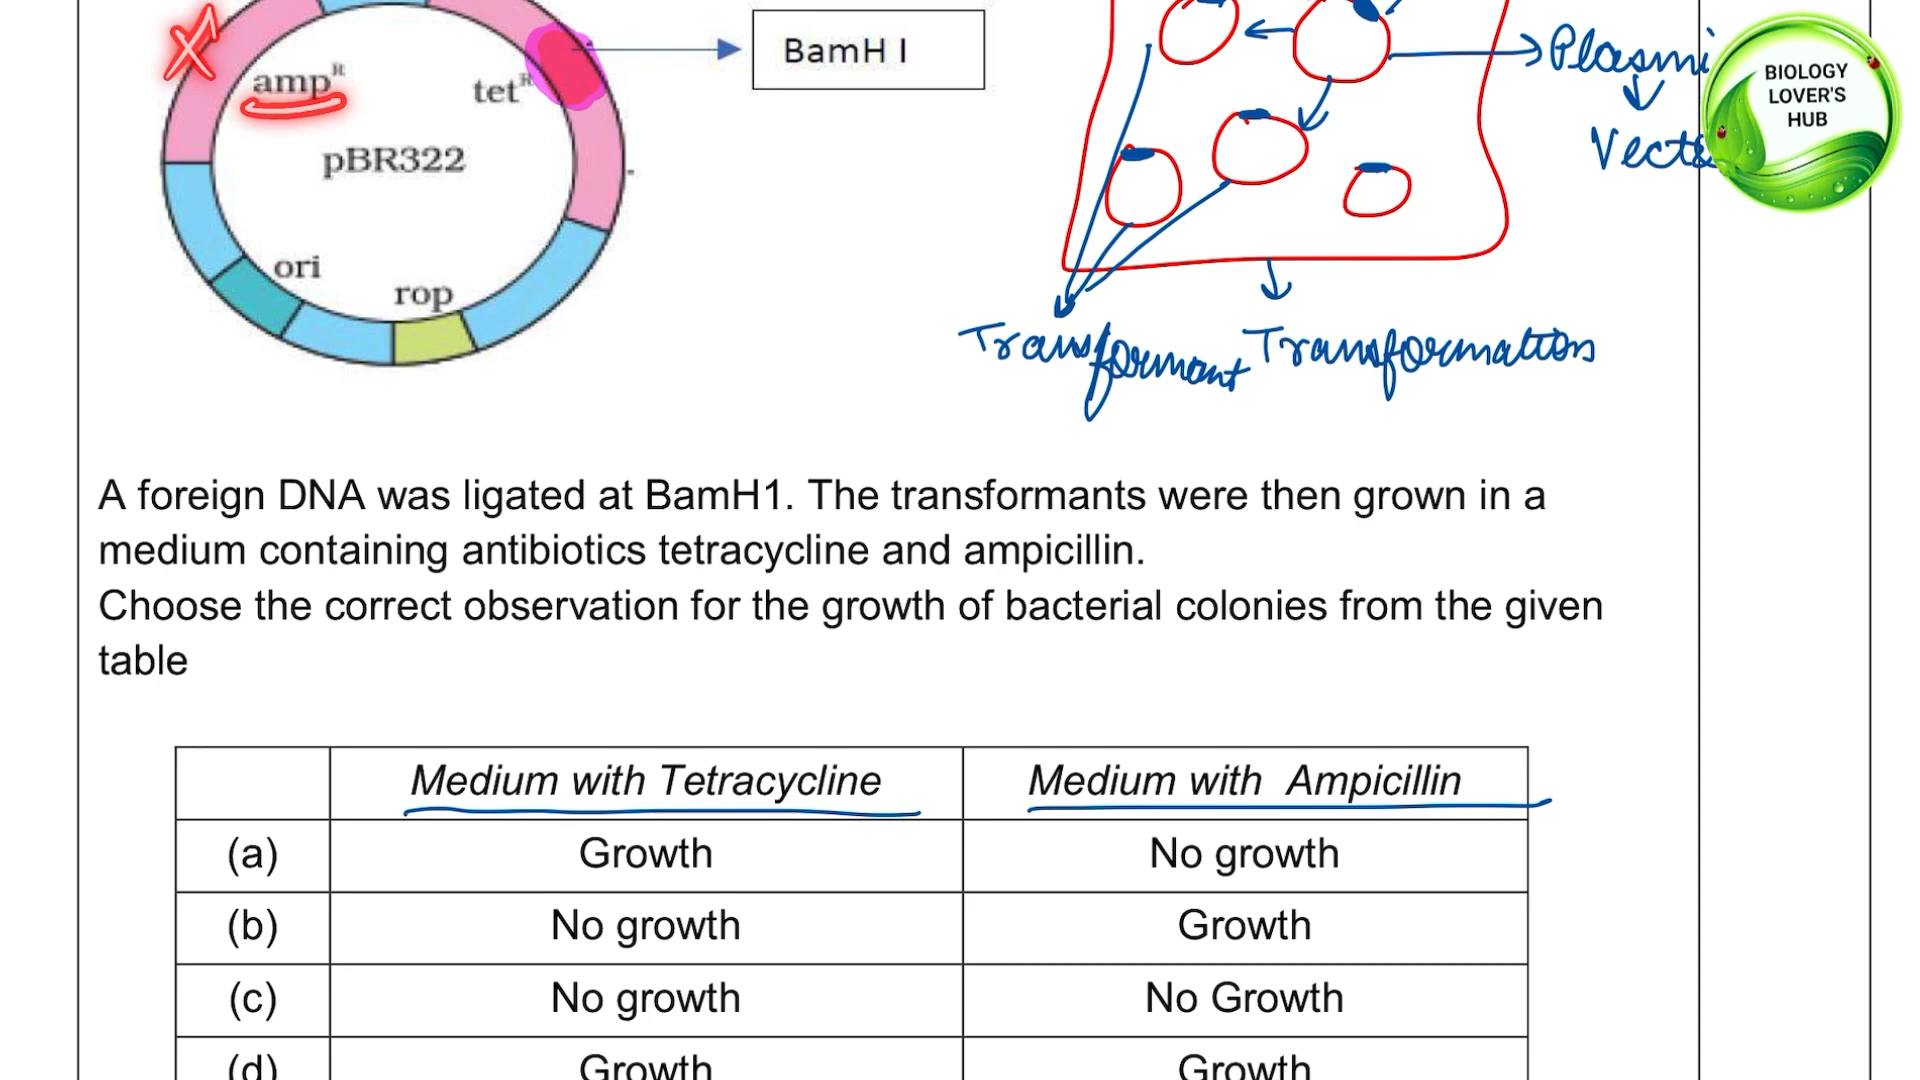 BamH I
amp^R
tet^R
pBR322
ori
rop
Plasmi
Vect
Transformant
Transformation
BIOLOGY
LOVER'S
HUB
A foreign DNA was ligated at BamH1. The transformants were then grown in a
medium containing antibiotics tetracycline and ampicillin.
Choose the correct observation for the growth of bacterial colonies from the given
table
Medium with Tetracycline Medium with Ampicillin
(a) Growth No growth
(b) No growth Growth
(c) No growth No Growth
(d) Growth Growth